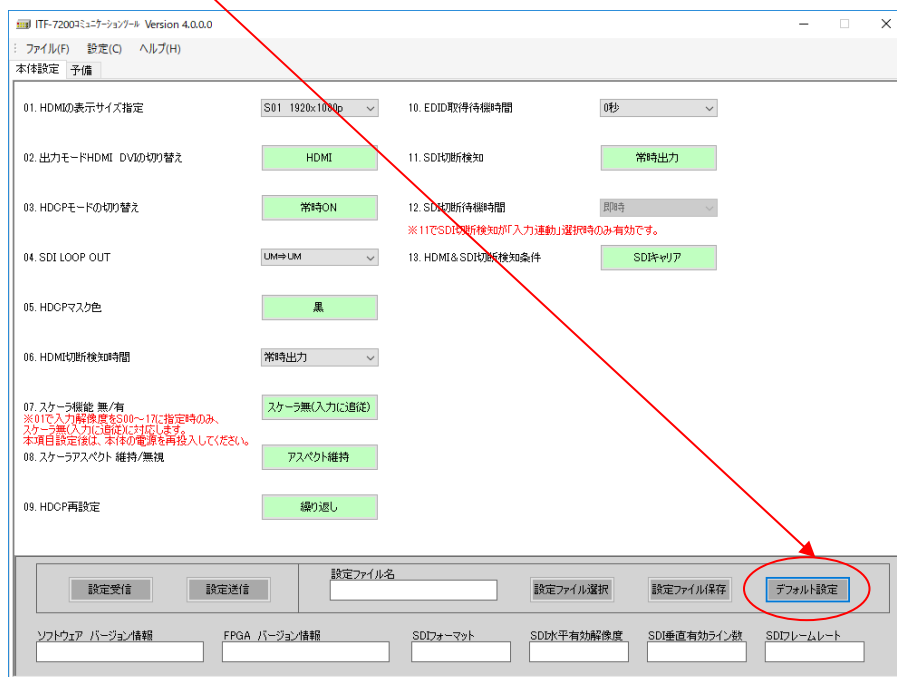 ITF-7200コミュニケーションツール Version 4.0.0.0
ファイル(F) 設定(C) ヘルプ(H)
本体設定 予備
01. HDMIの表示サイズ指定 S01 1920x1080p
02. 出力モードHDMI DVIの切り替え HDMI
03. HDCPモードの切り替え 常時ON
04. SDI LOOP OUT UM⇒UM
05. HDCPマスク色 黒
06. HDMI切断検知時間 常時出力
07. スケーラ機能 無/有 スケーラ無(入力に追従)
※01で入力解像度をS00～17に指定時のみ、
スケーラ無(入力に追従)に対応します。
本項目設定後は、本体の電源を再投入してください。
08. スケーラアスペクト 維持/無視 アスペクト維持
09. HDCP再設定 繰り返し
10. EDID取得待機時間 0秒
11. SDI切断検知 常時出力
12. SDI切断待機時間 即時
※11でSDI切断検知が「入力連動」選択時のみ有効です。
13. HDMI&SDI切断検知条件 SDIキャリア
設定受信 設定送信
設定ファイル名
設定ファイル選択 設定ファイル保存 デフォルト設定
ソフトウェア バージョン情報 FPGA バージョン情報 SDIフォーマット SDI水平有効解像度 SDI垂直有効ライン数 SDIフレームレート